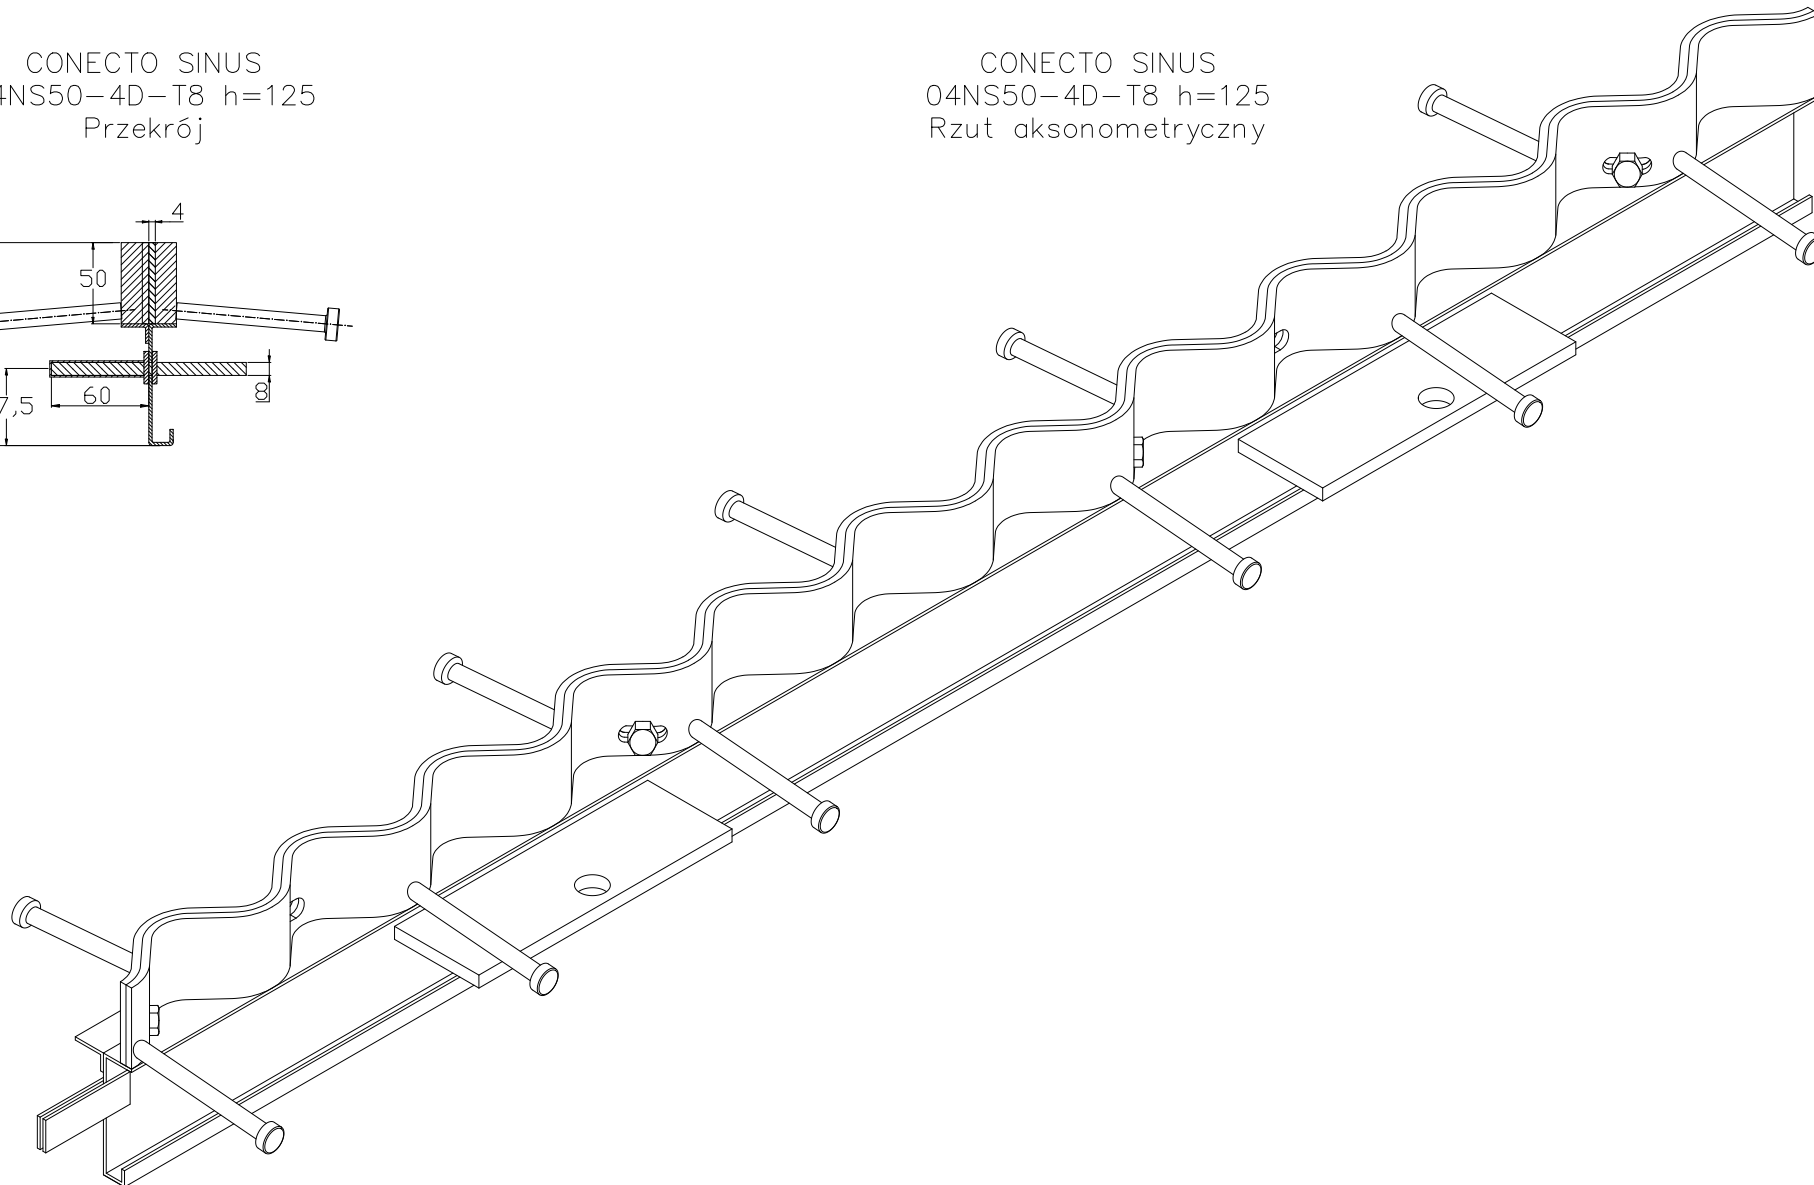 CONECTO SINUS
4NS50-4D-T8 h=125
Przekrój
CONECTO SINUS
04NS50-4D-T8 h=125
Rzut aksonometryczny
4
50
60
7,5
8